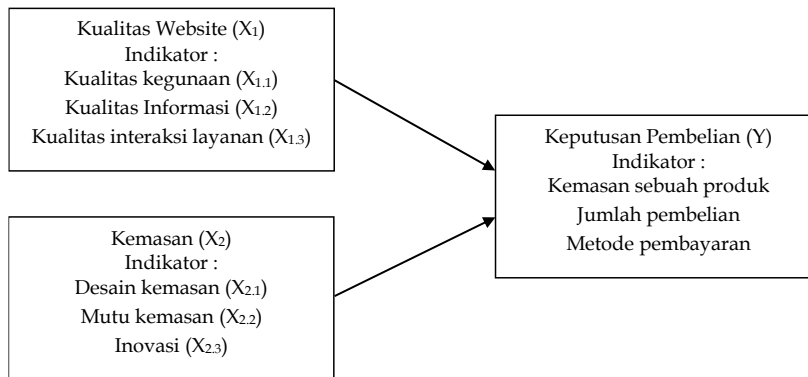 Kualitas Website (X₁)
Indikator :
Kualitas kegunaan (X₁.₁)
Kualitas Informasi (X₁.₂)
Kualitas interaksi layanan (X₁.₃)
Kemasan (X₂)
Indikator :
Desain kemasan (X₂.₁)
Mutu kemasan (X₂.₂)
Inovasi (X₂.₃)
Keputusan Pembelian (Y)
Indikator :
Kemasan sebuah produk
Jumlah pembelian
Metode pembayaran